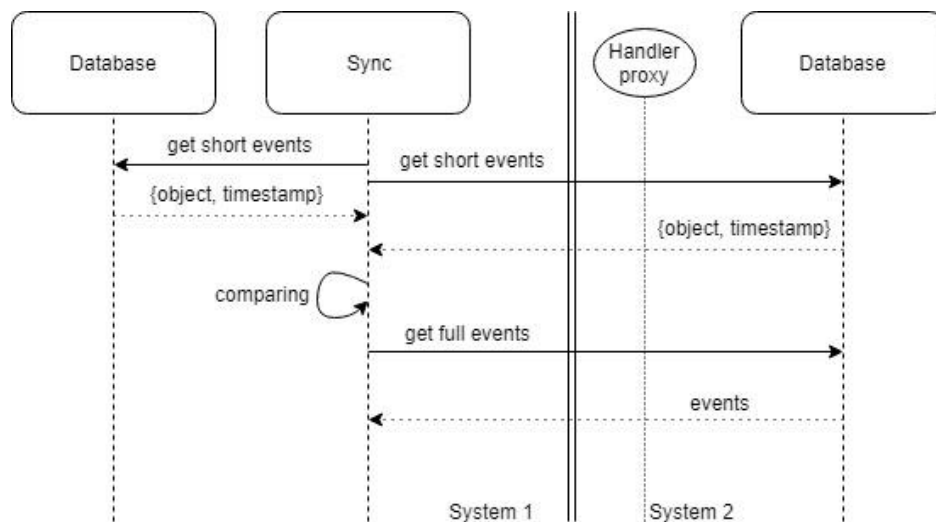 Database
Sync
Handler
proxy
Database
get short events
get short events
{object, timestamp}
{object, timestamp}
comparing
get full events
events
System 1
System 2